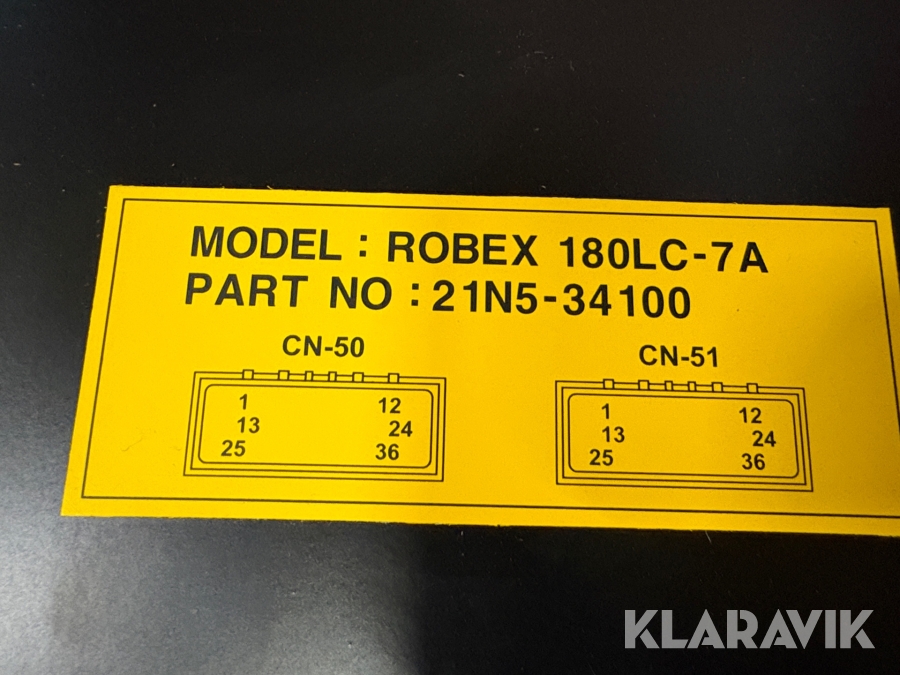 MODEL : ROBEX 180LC-7A
PART NO : 21N5-34100
CN-50
1 12
13 24
25 36
CN-51
1 12
13 24
25 36
KLARAVIK